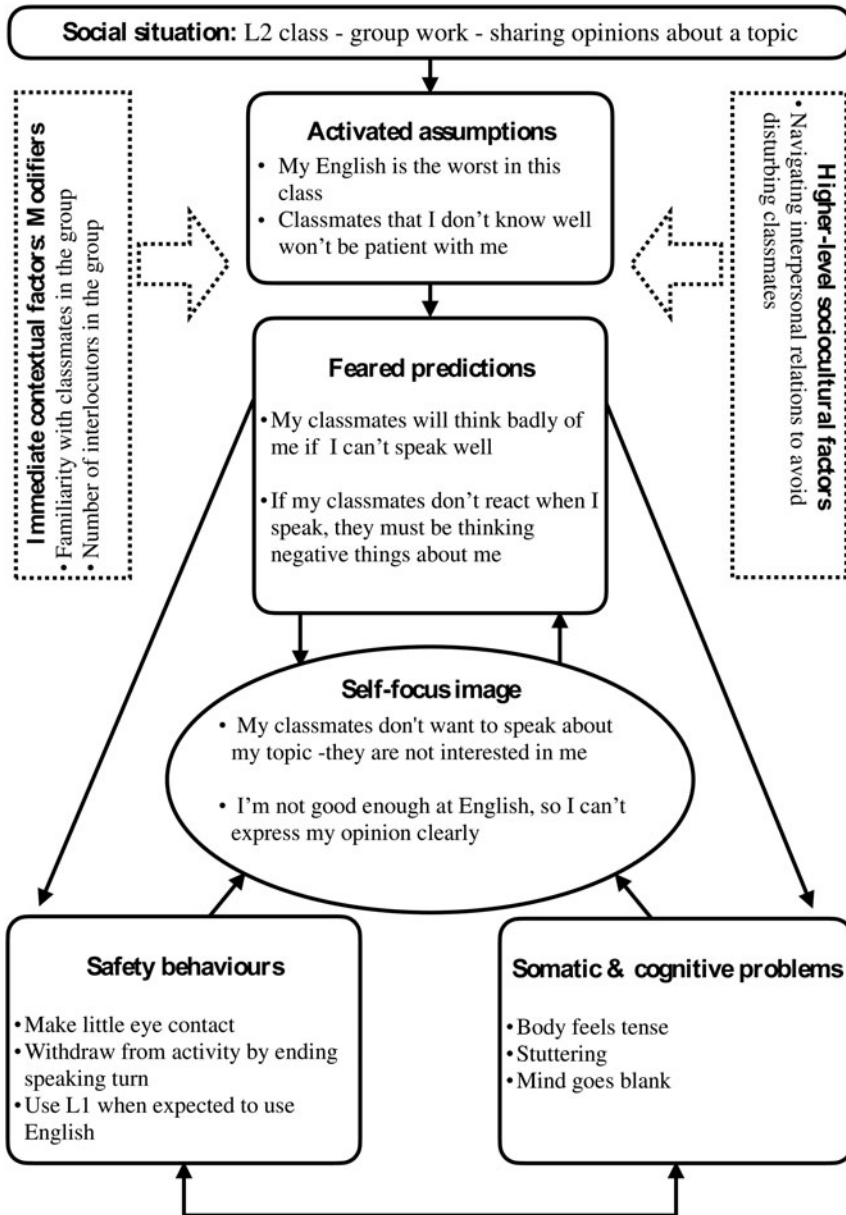 Social situation: L2 class - group work - sharing opinions about a topic
Immediate contextual factors: Modifiers
• Familiarity with classmates in the group
• Number of interlocutors in the group
Activated assumptions
• My English is the worst in this
class
• Classmates that I don’t know well
won’t be patient with me
Higher-level sociocultural factors
• Navigating interpersonal relations to avoid
disturbing classmates
Feared predictions
•My classmates will think badly of
me if I can’t speak well
•If my classmates don’t react when I
speak, they must be thinking
negative things about me
Self-focus image
• My classmates don't want to speak about
my topic -they are not interested in me
• I’m not good enough at English, so I can’t
express my opinion clearly
Safety behaviours
•Make little eye contact
•Withdraw from activity by ending
speaking turn
•Use L1 when expected to use
English
Somatic & cognitive problems
•Body feels tense
•Stuttering
•Mind goes blank